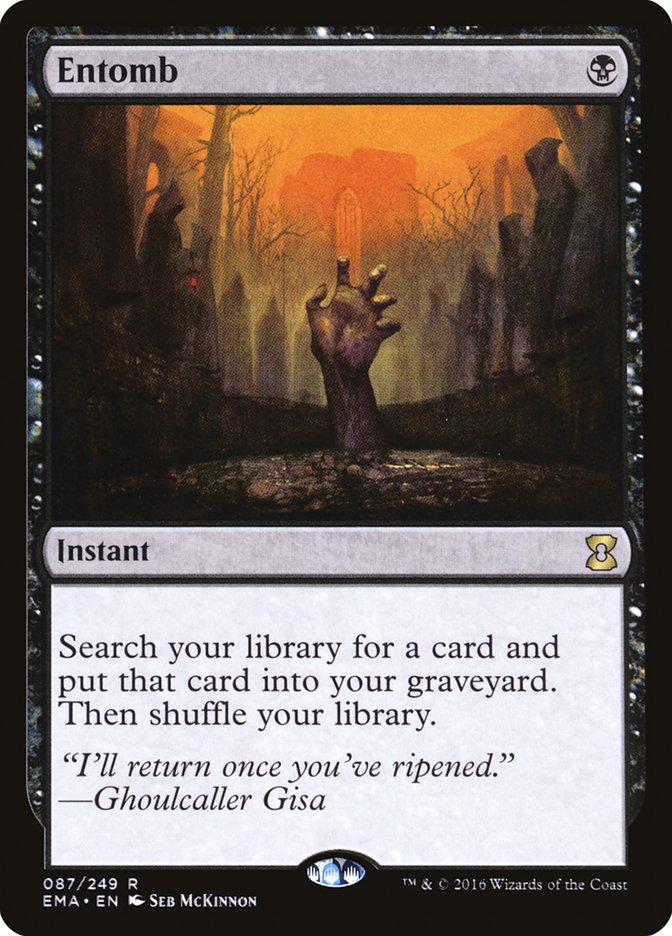 Entomb
Instant
Search your library for a card and
put that card into your graveyard.
Then shuffle your library.
“I’ll return once you’ve ripened.”
—Ghoulcaller Gisa
087/249 R
™ & © 2016 Wizards of the Coast
EMA • EN Seb McKinnon